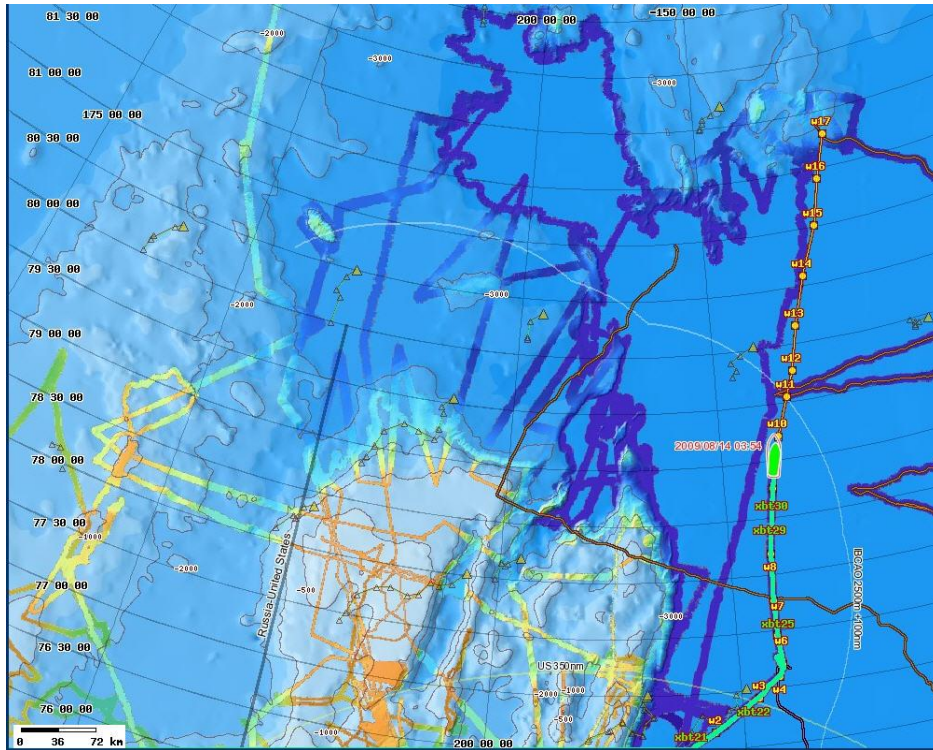 81 30 00
200 00 00
-150 00 00
-2000
-3000
81 00 00
-3000
175 00 00
80 30 00
w17
w16
80 00 00
w15
79 30 00
w14
-3000
-2000
w13
79 00 00
w12
w11
78 30 00
w10
2009/08/14 03:54
78 00 00
xbt30
77 30 00
xbt29
-1000
Russia-United States
IBCAO 2500m + 100nm
-2000
w8
77 00 00
-500
w7
-3000
xbt25
76 30 00
w6
US350nm
w3
w4
-2000
-1000
76 00 00
xbt22
w2
-500
-1000
xbt21
200 00 00
0 36 72 km